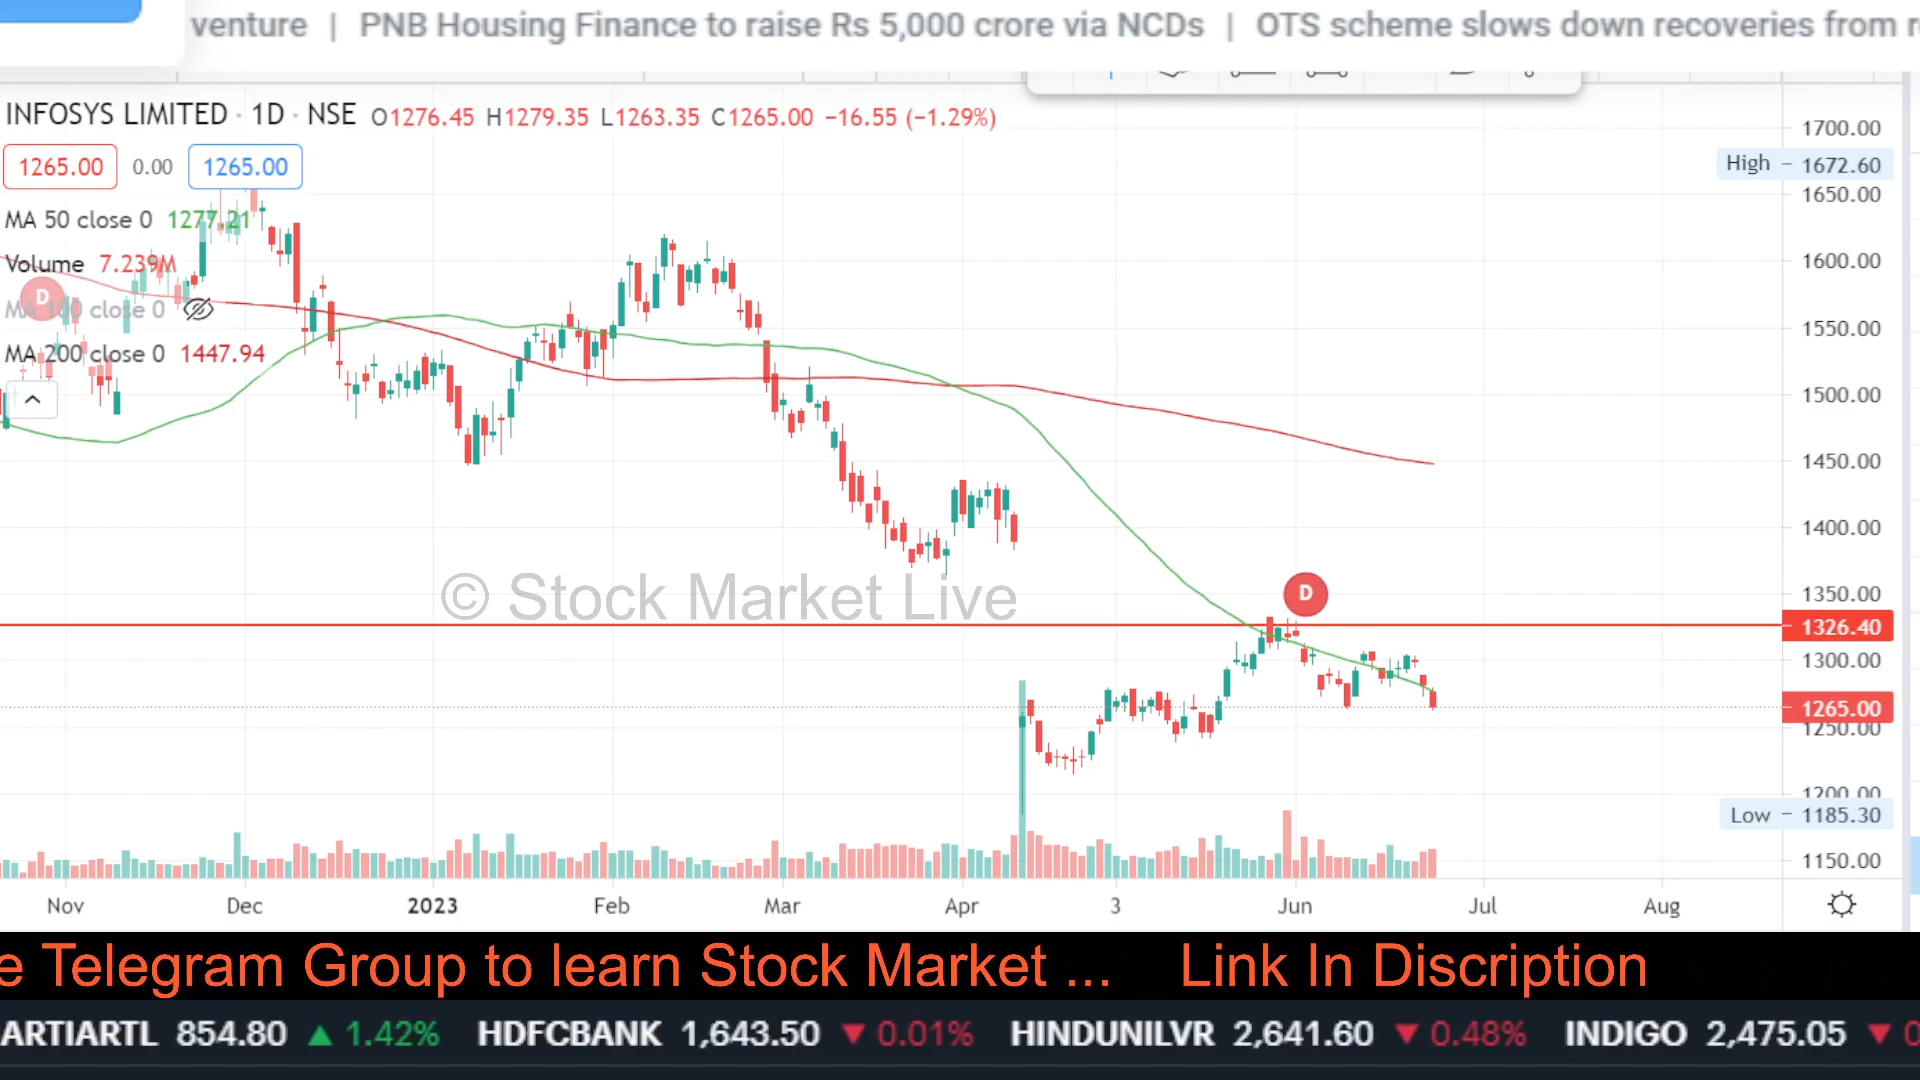 venture | PNB Housing Finance to raise Rs 5,000 crore via NCDs | OTS scheme slows down recoveries from
INFOSYS LIMITED · 1D · NSE O1276.45 H1279.35 L1263.35 C1265.00 −16.55 (−1.29%)
1265.00 0.00 1265.00
MA 50 close 0 1277.21
Volume 7.239M
D
MA 100 close 0
MA 200 close 0 1447.94
1700.00
High 1672.60
1650.00
1600.00
1550.00
1500.00
1450.00
1400.00
1350.00
1326.40
1300.00
1265.00
1250.00
1200.00
Low 1185.30
1150.00
© Stock Market Live
D
Nov Dec 2023 Feb Mar Apr 3 Jun Jul Aug
e Telegram Group to learn Stock Market ... Link In Discription
ARTIARTL 854.80 ▲ 1.42% HDFCBANK 1,643.50 ▼ 0.01% HINDUNILVR 2,641.60 ▼ 0.48% INDIGO 2,475.05 ▼ 0